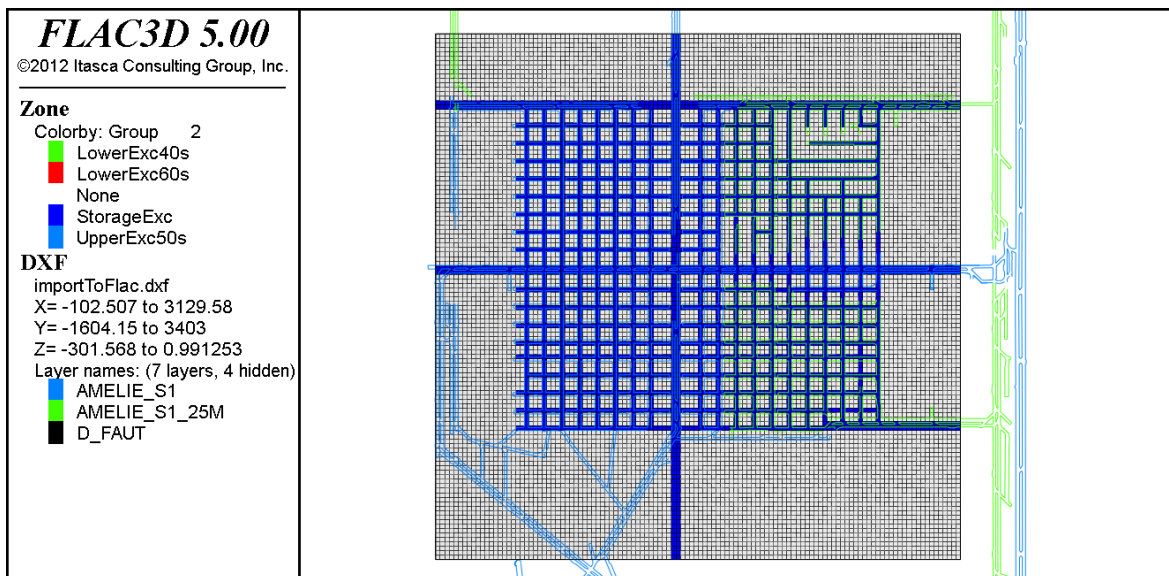 FLAC3D 5.00
©2012 Itasca Consulting Group, Inc.
Zone
Colorby: Group 2
LowerExc40s
LowerExc60s
None
StorageExc
UpperExc50s
DXF
importToFlac.dxf
X= -102.507 to 3129.58
Y= -1604.15 to 3403
Z= -301.568 to 0.991253
Layer names: (7 layers, 4 hidden)
AMELIE_S1
AMELIE_S1_25M
D_FAUT